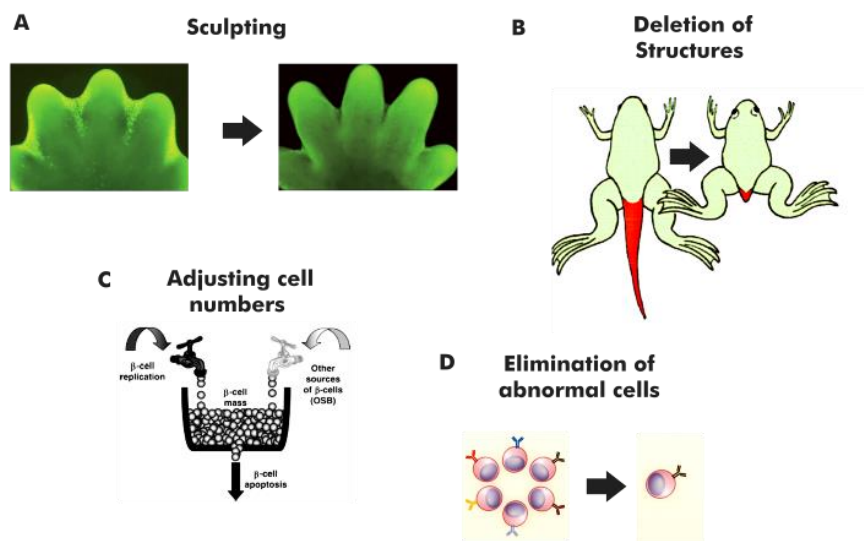 A
Sculpting
B
Deletion of
Structures
C
Adjusting cell
numbers
β-cell
replication
β-cell
mass
Other
sources
of β-cells
(OSB)
β-cell
apoptosis
D
Elimination of
abnormal cells